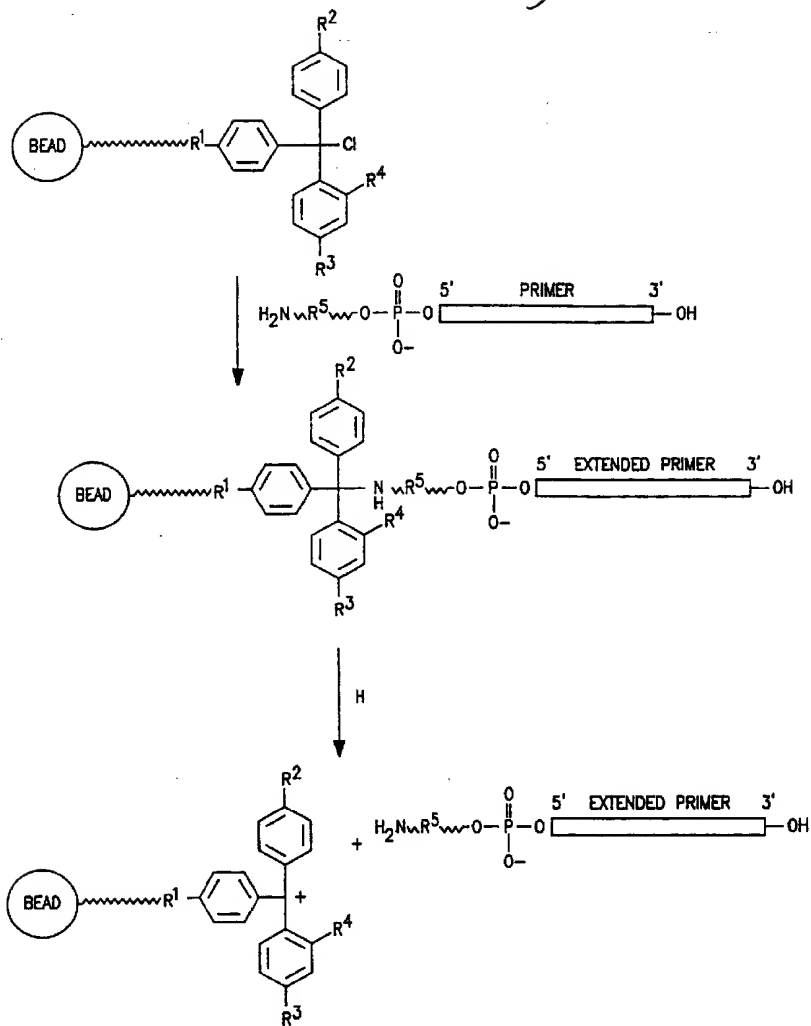 R²
BEAD
R¹
Cl
R⁴
R³
5' PRIMER 3'
O
H₂N R⁵ O P O OH
O−
R²
5' EXTENDED PRIMER 3'
O
BEAD
R¹
N R⁵ O P O OH
H
O−
R⁴
R³
H
R²
5' EXTENDED PRIMER 3'
O
+ H₂N R⁵ O P O OH
O−
BEAD
R¹
+
R⁴
R³